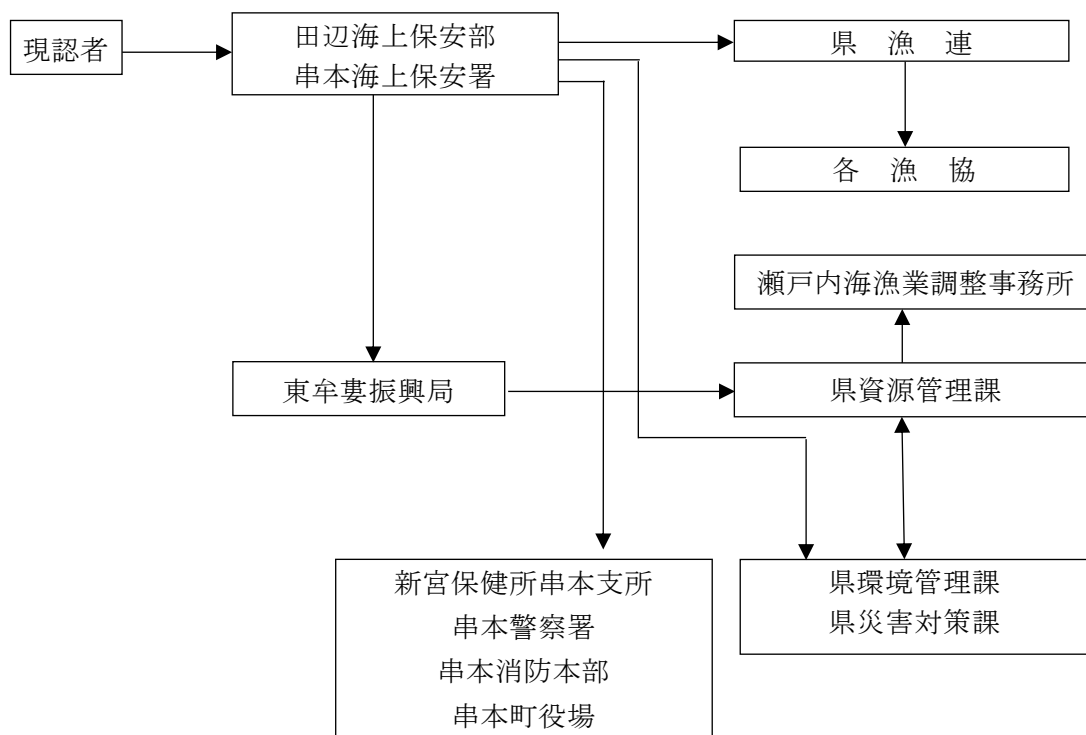 現認者
田辺海上保安部
串本海上保安署
県　漁　連
各　漁　協
瀬戸内海漁業調整事務所
東牟婁振興局
県資源管理課
新宮保健所串本支所
串本警察署
串本消防本部
串本町役場
県環境管理課
県災害対策課